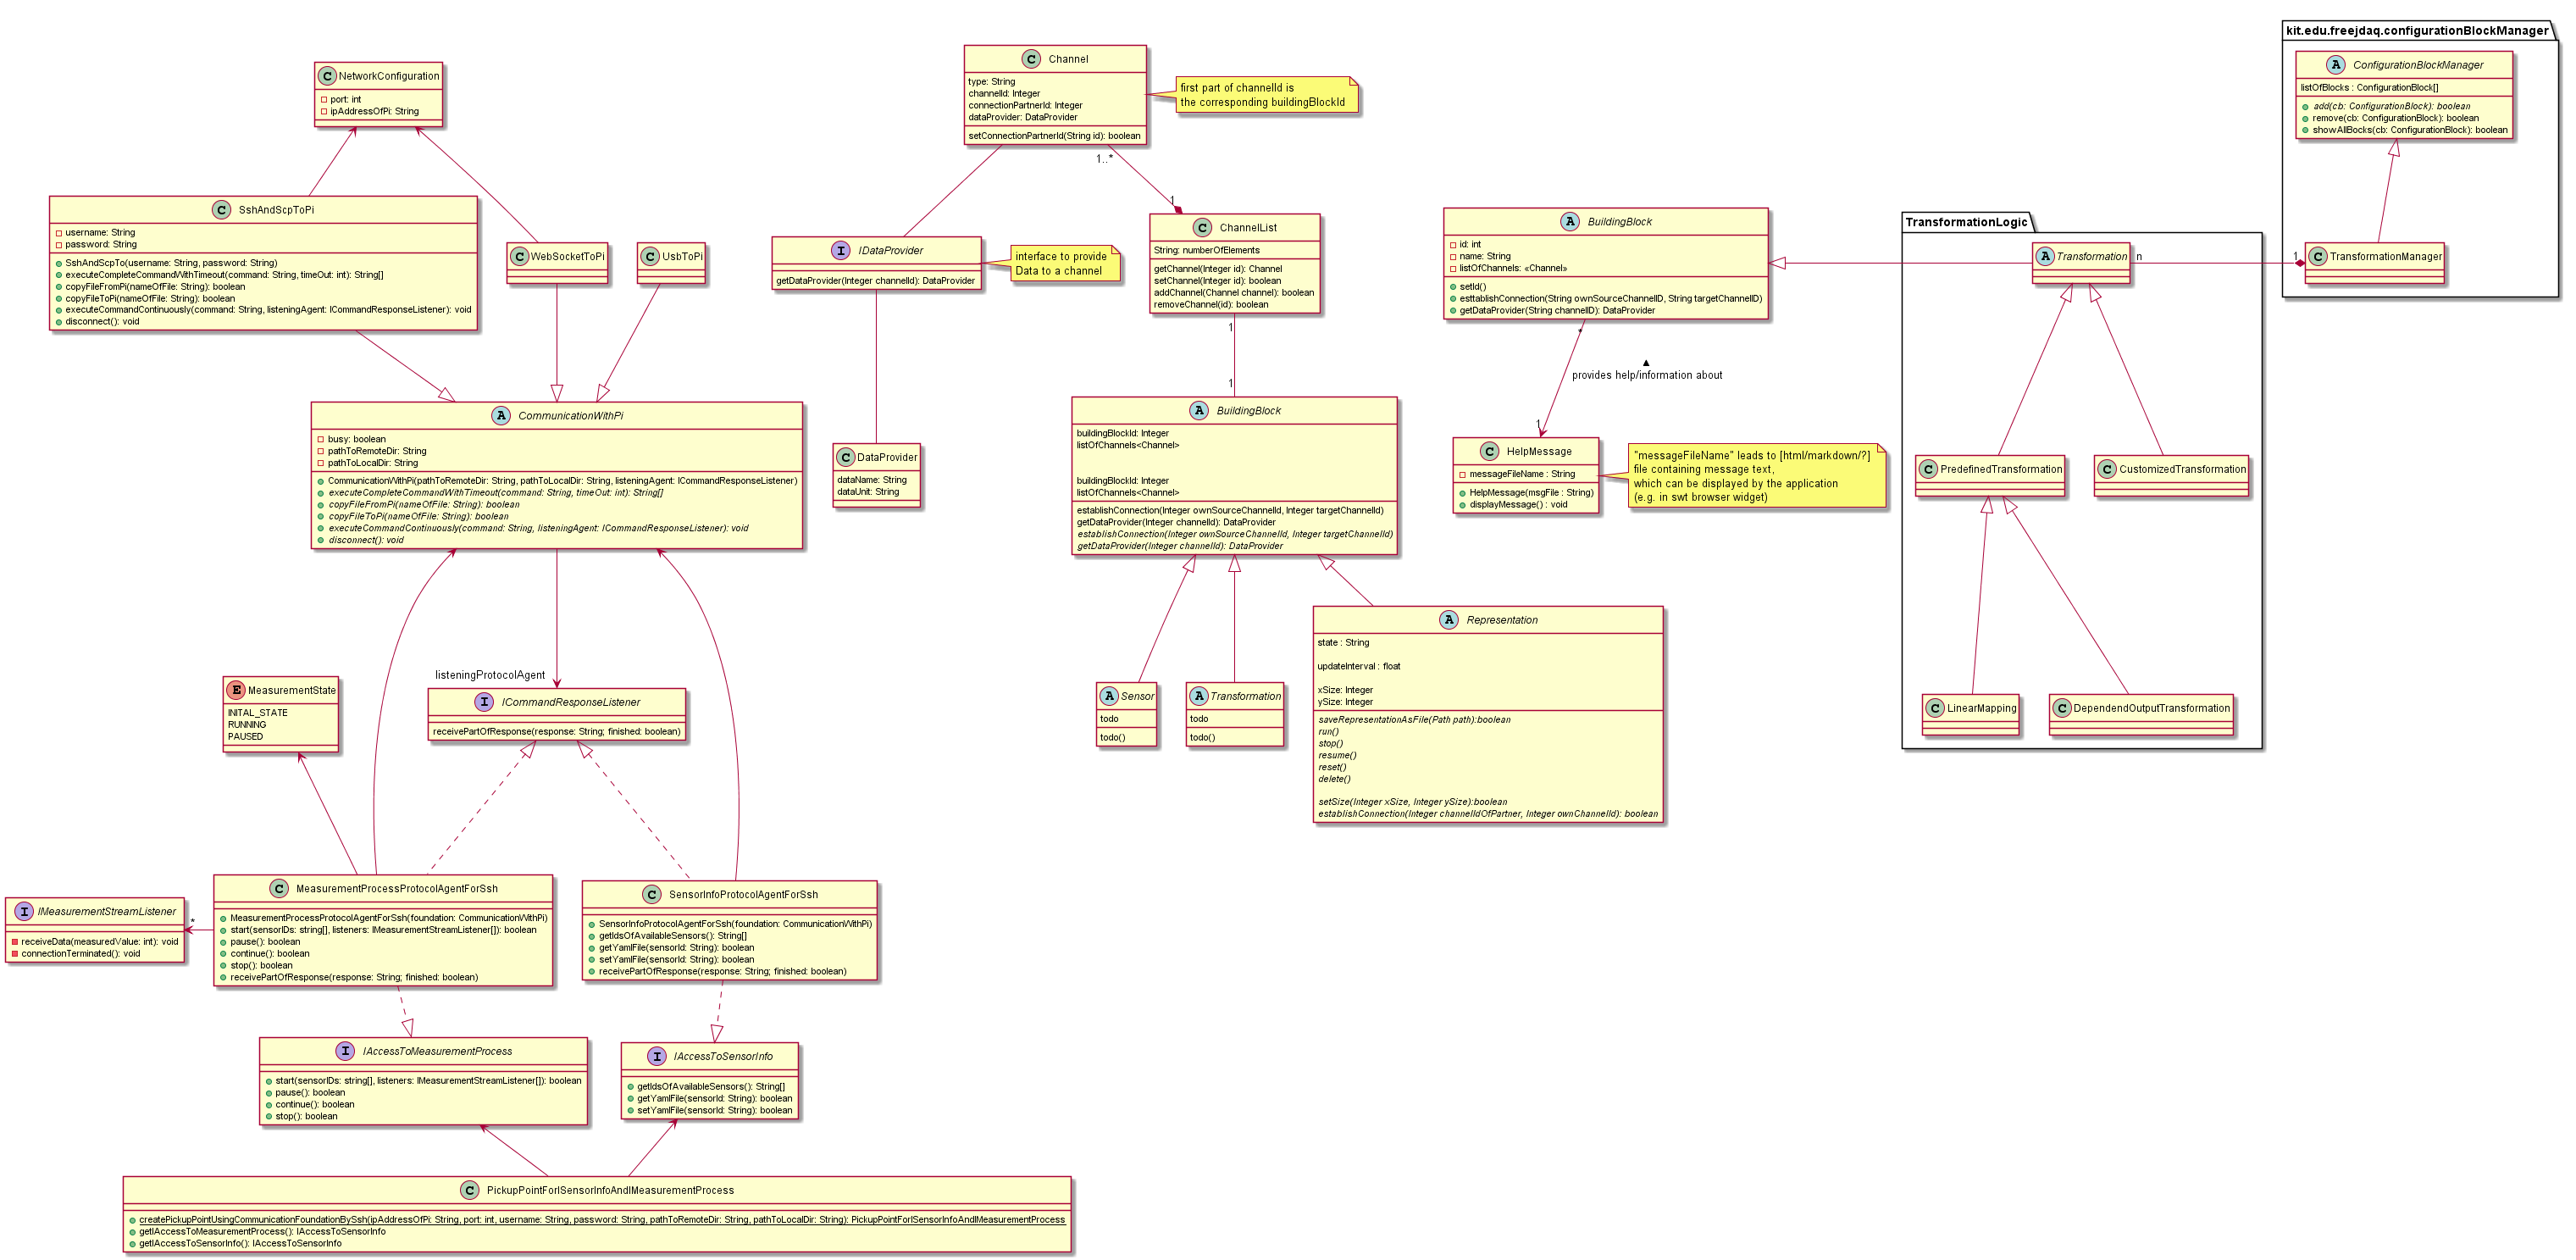 kit.edu.freejdaq.configurationBlockManager
A ConfigurationBlockManager
listOfBlocks : ConfigurationBlock[]
add(cb: ConfigurationBlock): boolean
remove(cb: ConfigurationBlock): boolean
showAllBocks(cb: ConfigurationBlock): boolean
C Channel
type: String
channelId: Integer
connectionPartnerId: Integer
dataProvider: DataProvider
setConnectionPartnerId(String id): boolean
first part of channelId is
the corresponding buildingBlockId
C NetworkConfiguration
port: int
ipAddressOfPi: String
1..*
1
C SshAndScpToPi
username: String
password: String
SshAndScpTo(username: String, password: String)
executeCompleteCommandWithTimeout(command: String, timeOut: int): String[]
copyFileFromPi(nameOfFile: String): boolean
copyFileToPi(nameOfFile: String): boolean
executeCommandContinuously(command: String, listeningAgent: ICommandResponseListener): void
disconnect(): void
C WebSocketToPi
C UsbToPi
I IDataProvider
getDataProvider(Integer channelId): DataProvider
interface to provide
Data to a channel
C ChannelList
String: numberOfElements
getChannel(Integer id): Channel
setChannel(Integer id): boolean
addChannel(Channel channel): boolean
removeChannel(id): boolean
1
1
A BuildingBlock
id: int
name: String
listOfChannels: «Channel»
setId()
esttablishConnection(String ownSourceChannelID, String targetChannelID)
getDataProvider(String channelID): DataProvider
TransformationLogic
A Transformation
n
1
C TransformationManager
*
▲
provides help/information about
1
A CommunicationWithPi
busy: boolean
pathToRemoteDir: String
pathToLocalDir: String
CommunicationWithPi(pathToRemoteDir: String, pathToLocalDir: String, listeningAgent: ICommandResponseListener)
executeCompleteCommandWithTimeout(command: String, timeOut: int): String[]
copyFileFromPi(nameOfFile: String): boolean
copyFileToPi(nameOfFile: String): boolean
executeCommandContinuously(command: String, listeningAgent: ICommandResponseListener): void
disconnect(): void
C DataProvider
dataName: String
dataUnit: String
A BuildingBlock
buildingBlockId: Integer
listOfChannels<Channel>
buildingBlockId: Integer
listOfChannels<Channel>
establishConnection(Integer ownSourceChannelId, Integer targetChannelId)
getDataProvider(Integer channelId): DataProvider
establishConnection(Integer ownSourceChannelId, Integer targetChannelId)
getDataProvider(Integer channelId): DataProvider
C HelpMessage
messageFileName : String
HelpMessage(msgFile : String)
displayMessage() : void
"messageFileName" leads to [html/markdown/?]
file containing message text,
which can be displayed by the application
(e.g. in swt browser widget)
C PredefinedTransformation
C CustomizedTransformation
listeningProtocolAgent
E MeasurementState
INITAL_STATE
RUNNING
PAUSED
I ICommandResponseListener
receivePartOfResponse(response: String; finished: boolean)
A Sensor
todo
todo()
A Transformation
todo
todo()
A Representation
state : String
updateInterval : float
xSize: Integer
ySize: Integer
saveRepresentationAsFile(Path path):boolean
run()
stop()
resume()
reset()
delete()
setSize(Integer xSize, Integer ySize):boolean
establishConnection(Integer channelIdOfPartner, Integer ownChannelId): boolean
C LinearMapping
C DependendOutputTransformation
I IMeasurementStreamListener
receiveData(measuredValue: int): void
connectionTerminated(): void
*
C MeasurementProcessProtocolAgentForSsh
MeasurementProcessProtocolAgentForSsh(foundation: CommunicationWithPi)
start(sensorIDs: string[], listeners: IMeasurementStreamListener[]): boolean
pause(): boolean
continue(): boolean
stop(): boolean
receivePartOfResponse(response: String; finished: boolean)
C SensorInfoProtocolAgentForSsh
SensorInfoProtocolAgentForSsh(foundation: CommunicationWithPi)
getIdsOfAvailableSensors(): String[]
getYamlFile(sensorId: String): boolean
setYamlFile(sensorId: String): boolean
receivePartOfResponse(response: String; finished: boolean)
I IAccessToMeasurementProcess
start(sensorIDs: string[], listeners: IMeasurementStreamListener[]): boolean
pause(): boolean
continue(): boolean
stop(): boolean
I IAccessToSensorInfo
getIdsOfAvailableSensors(): String[]
getYamlFile(sensorId: String): boolean
setYamlFile(sensorId: String): boolean
C PickupPointForISensorInfoAndIMeasurementProcess
createPickupPointUsingCommunicationFoundationBySsh(ipAddressOfPi: String, port: int, username: String, password: String, pathToRemoteDir: String, pathToLocalDir: String): PickupPointForISensorInfoAndIMeasurementProcess
getIAccessToMeasurementProcess(): IAccessToSensorInfo
getIAccessToSensorInfo(): IAccessToSensorInfo